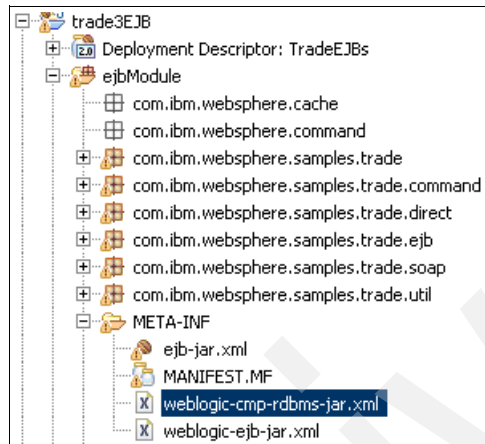 trade3EJB
2.0 Deployment Descriptor: TradeEJBs
ejbModule
com.ibm.websphere.cache
com.ibm.websphere.command
com.ibm.websphere.samples.trade
com.ibm.websphere.samples.trade.command
com.ibm.websphere.samples.trade.direct
com.ibm.websphere.samples.trade.ejb
com.ibm.websphere.samples.trade.soap
com.ibm.websphere.samples.trade.util
META-INF
ejb-jar.xml
MANIFEST.MF
X weblogic-cmp-rdbms-jar.xml
X weblogic-ejb-jar.xml